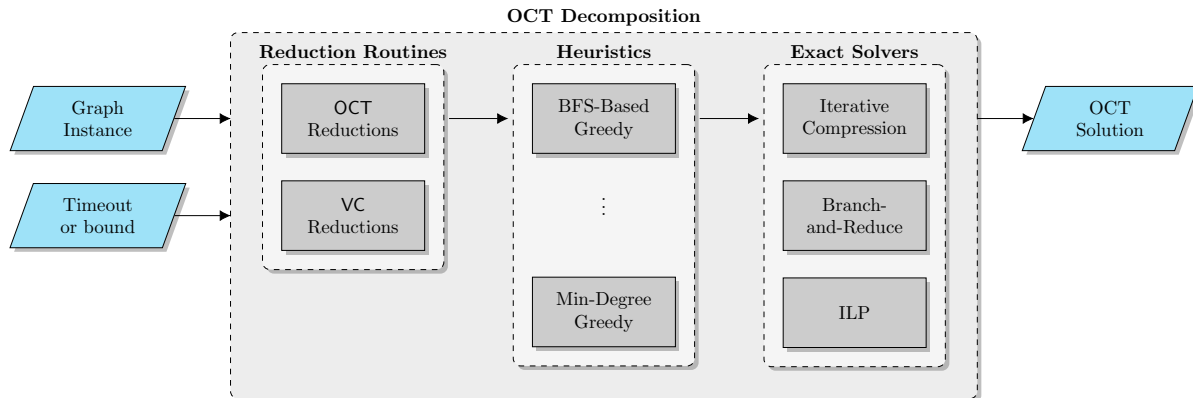 OCT Decomposition
Reduction Routines
Heuristics
Exact Solvers
Graph
Instance
Timeout
or bound
OCT
Reductions
VC
Reductions
BFS-Based
Greedy
⋮
Min-Degree
Greedy
Iterative
Compression
Branch-
and-Reduce
ILP
OCT
Solution